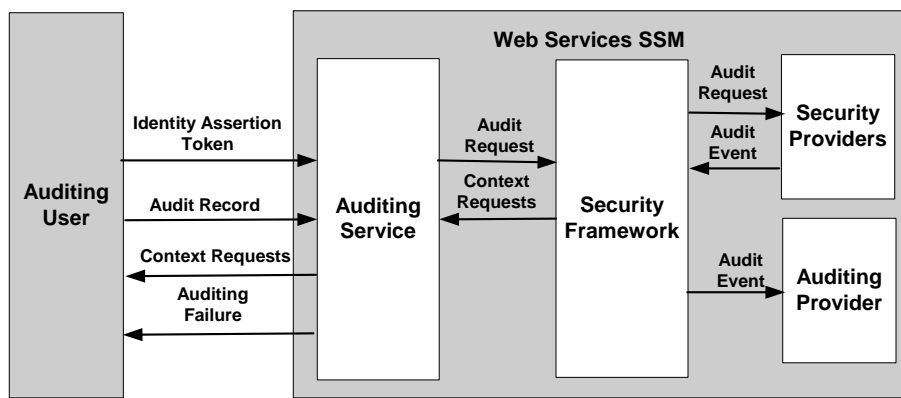 Web Services SSM
Auditing
User
Identity Assertion
Token
Audit Record
Context Requests
Auditing
Failure
Auditing
Service
Audit
Request
Context
Requests
Security
Framework
Audit
Request
Audit
Event
Security
Providers
Audit
Event
Auditing
Provider